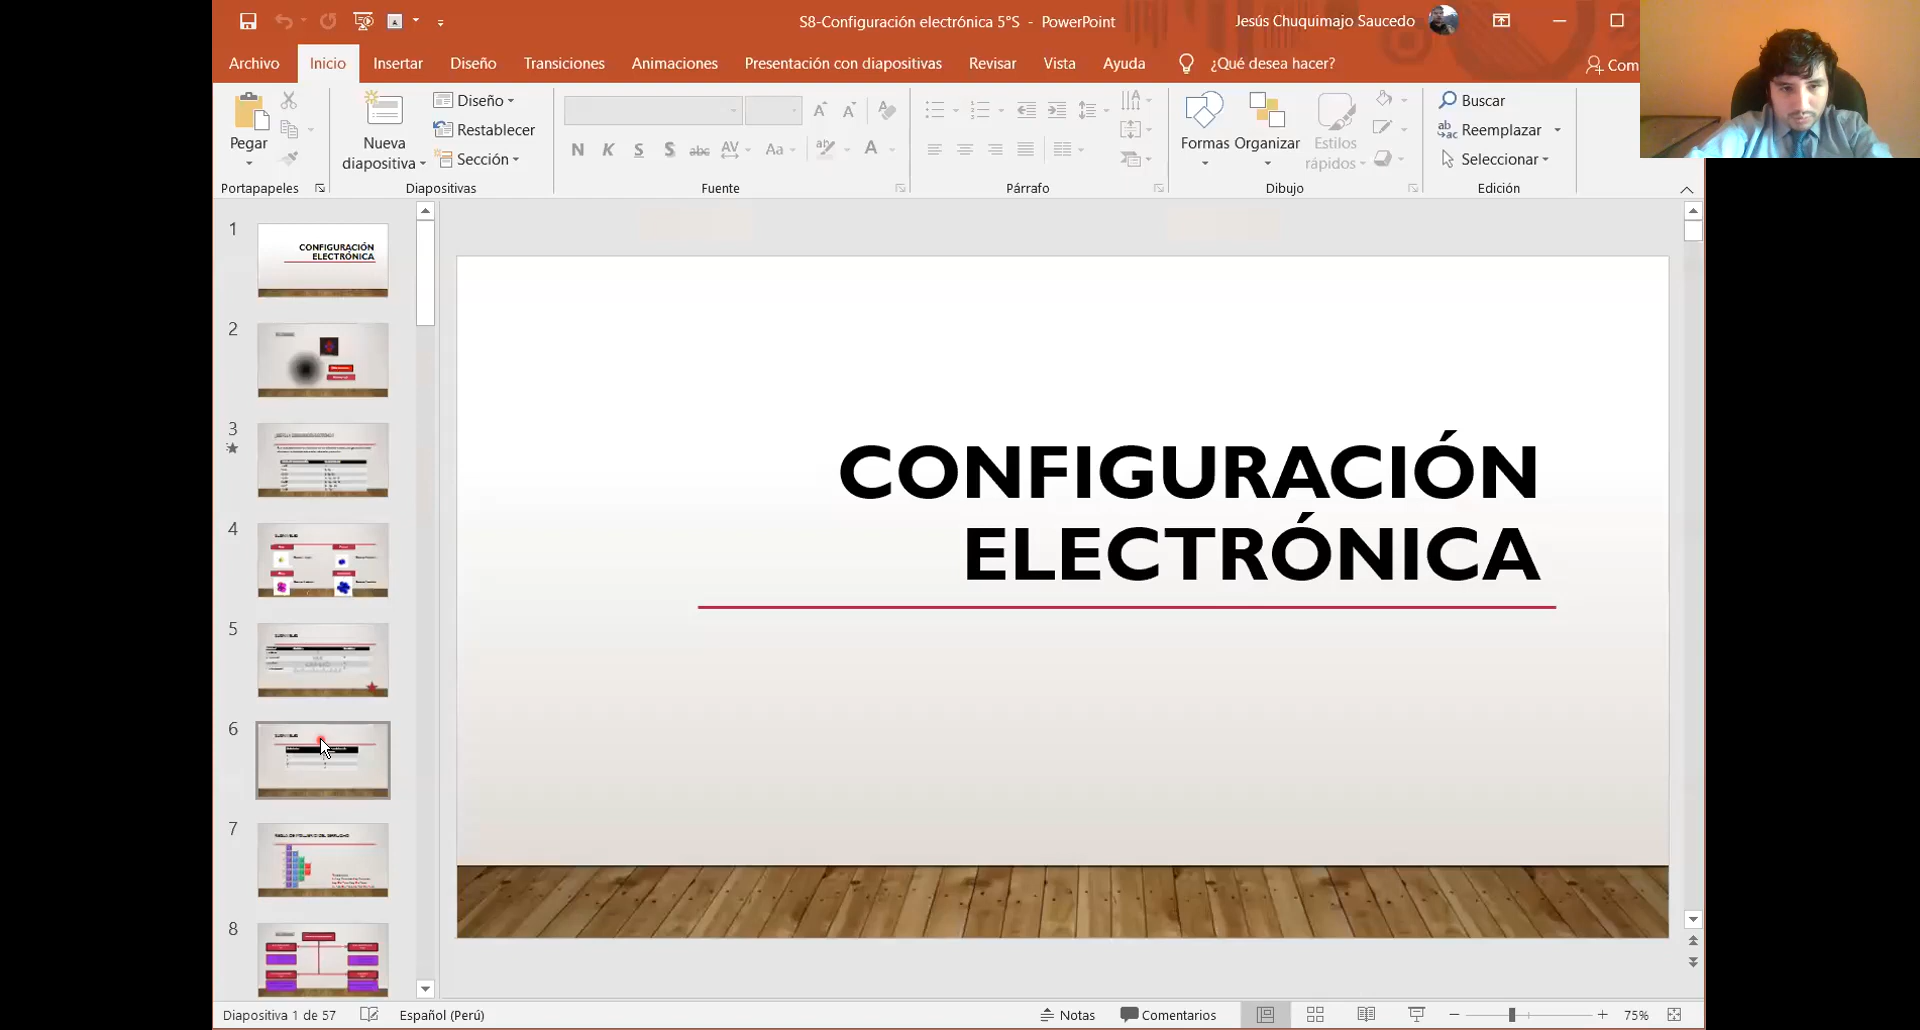 S8-Configuración electrónica 5°S - PowerPoint
Jesús Chuquimajo Saucedo
Archivo
Inicio
Insertar
Diseño
Transiciones
Animaciones
Presentación con diapositivas
Revisar
Vista
Ayuda
¿Qué desea hacer?
Com
Pegar
Portapapeles
Nueva
diapositiva
Diseño
Restablecer
Sección
Diapositivas
N K S S abc AV Aa A
Fuente
Párrafo
Formas
Organizar
Estilos
rápidos
Dibujo
Buscar
Reemplazar
Seleccionar
Edición
1
CONFIGURACIÓN
ELECTRÓNICA
2
3
4
5
6
7
8
CONFIGURACIÓN
ELECTRÓNICA
Diapositiva 1 de 57
Español (Perú)
Notas
Comentarios
75%